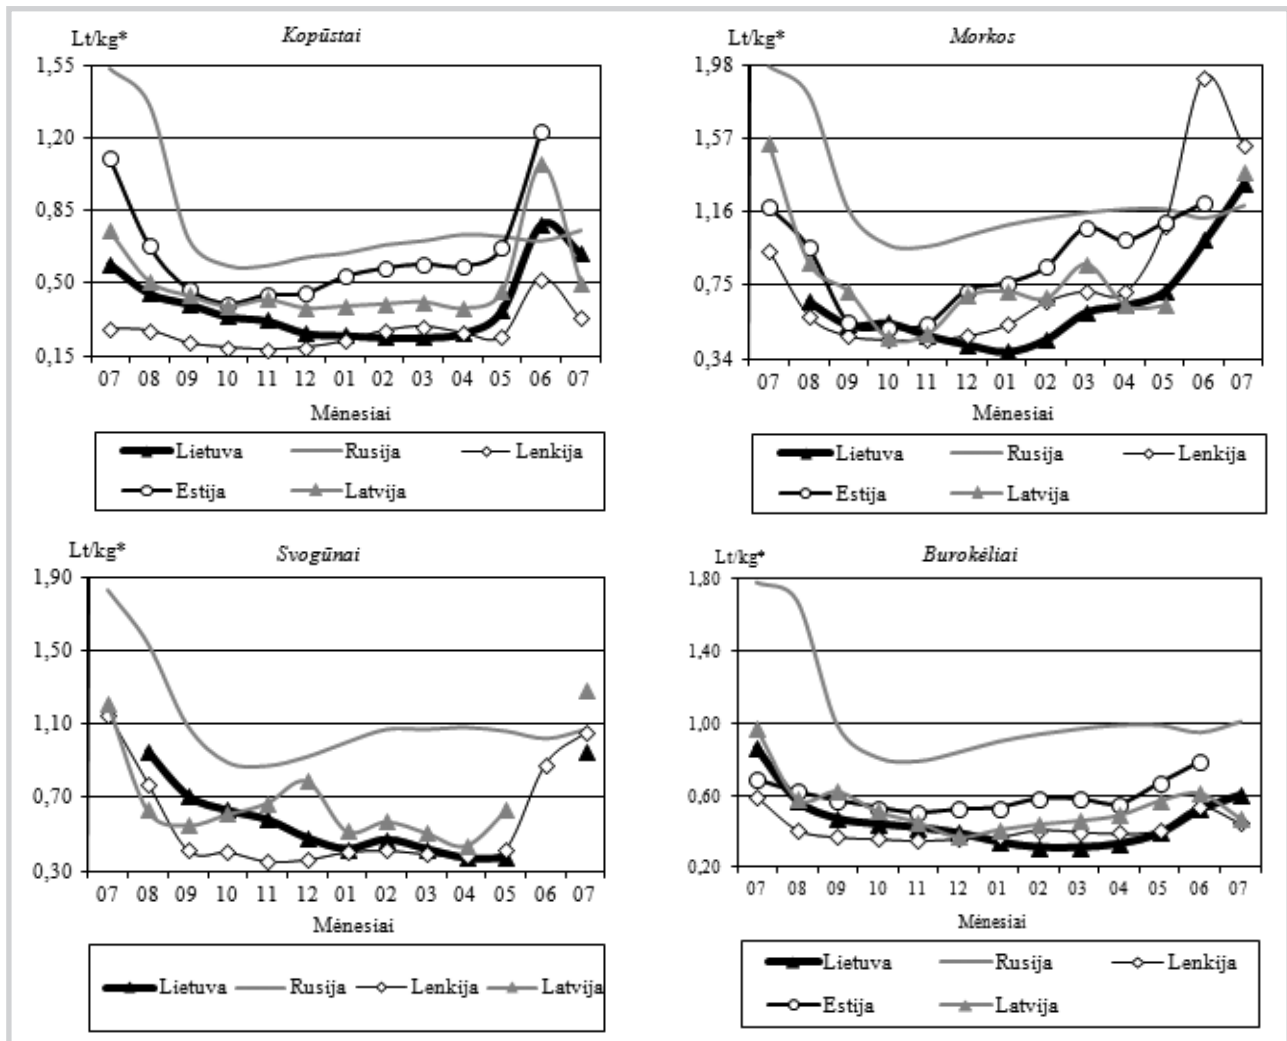 Lt/kg*
Kopūstai
1,55
1,20
0,85
0,50
0,15
07 08 09 10 11 12 01 02 03 04 05 06 07
Mėnesiai
Lietuva Rusija Lenkija
Estija Latvija
Lt/kg*
Morkos
1,98
1,57
1,16
0,75
0,34
07 08 09 10 11 12 01 02 03 04 05 06 07
Mėnesiai
Lietuva Rusija Lenkija
Estija Latvija
Lt/kg*
Svogūnai
1,90
1,50
1,10
0,70
0,30
07 08 09 10 11 12 01 02 03 04 05 06 07
Mėnesiai
Lietuva Rusija Lenkija Latvija
Lt/kg*
Burokėliai
1,80
1,40
1,00
0,60
0,20
07 08 09 10 11 12 01 02 03 04 05 06 07
Mėnesiai
Lietuva Rusija Lenkija
Estija Latvija